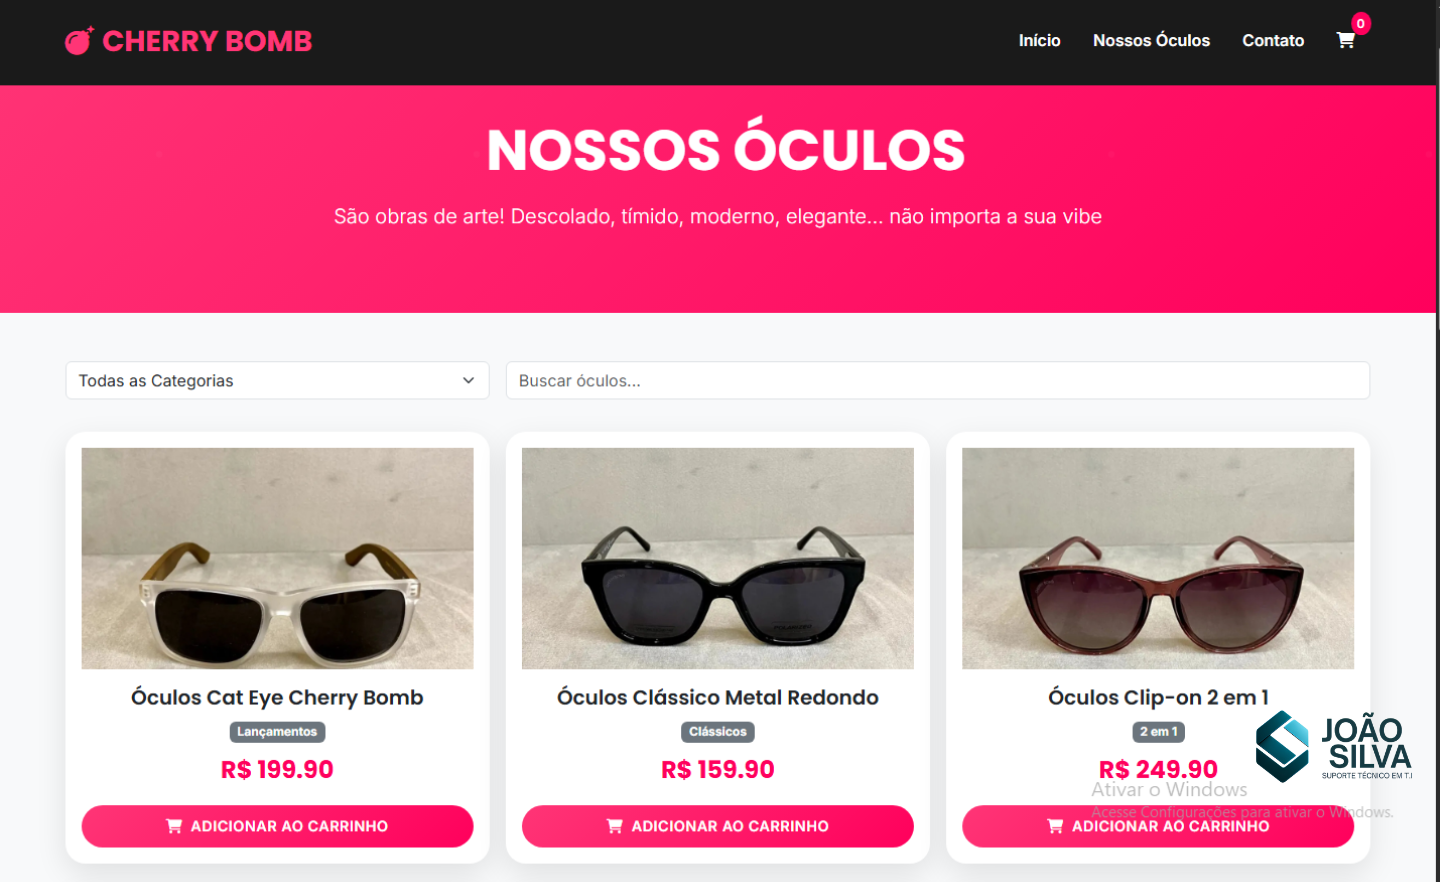 CHERRY BOMB
Início
Nossos Óculos
Contato
0
NOSSOS ÓCULOS
São obras de arte! Descolado, tímido, moderno, elegante... não importa a sua vibe
Todas as Categorias
Buscar óculos...
Óculos Cat Eye Cherry Bomb
Lançamentos
R$ 199.90
ADICIONAR AO CARRINHO
Óculos Clássico Metal Redondo
Clássicos
R$ 159.90
ADICIONAR AO CARRINHO
Óculos Clip-on 2 em 1
2 em 1
R$ 249.90
ADICIONAR AO CARRINHO
JOÃO
SILVA
SUPORTE TÉCNICO EM T.I
Ativar o Windows
Acesse Configurações para ativar o Windows.